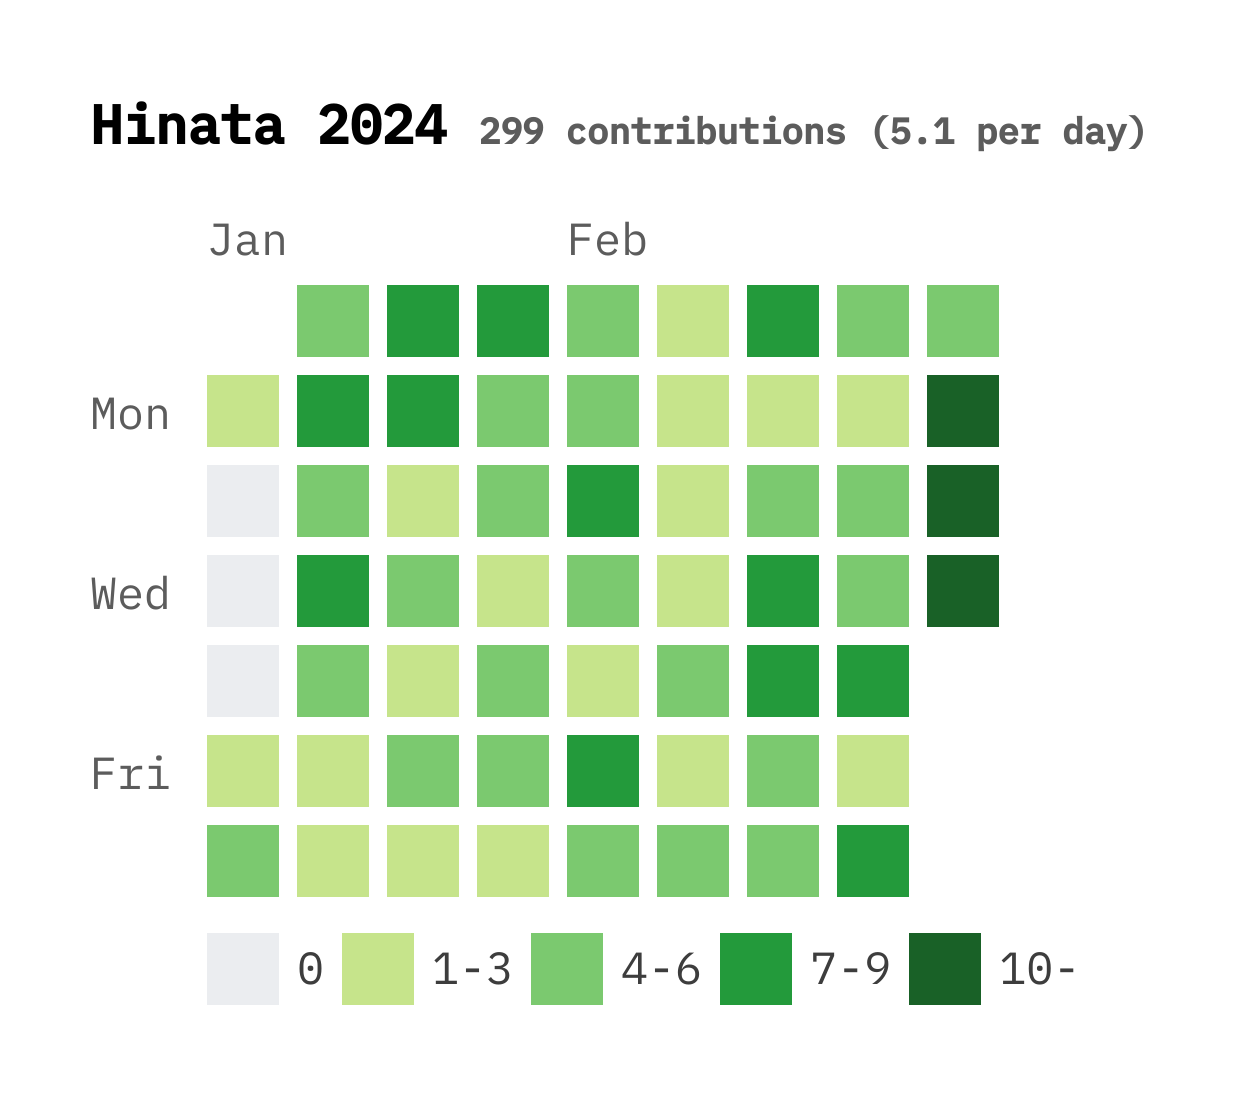 Hinata 2024 299 contributions (5.1 per day)
Jan Feb
Mon
Wed
Fri
0 1-3 4-6 7-9 10-